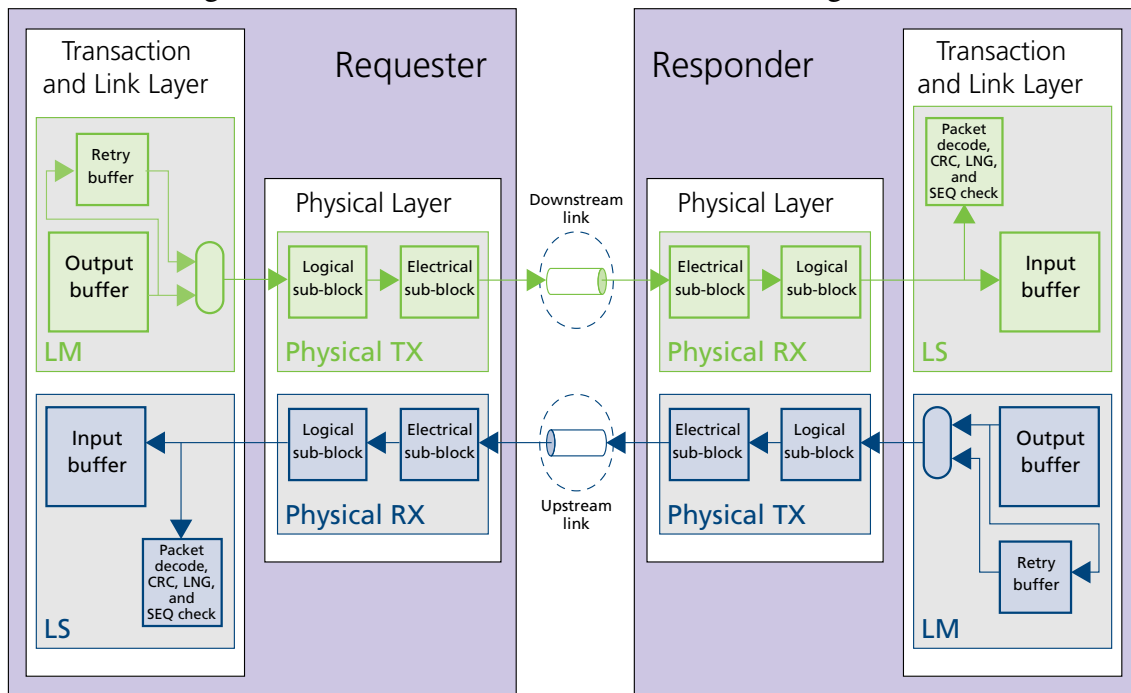 Transaction
and Link Layer
Requester
Retry
buffer
Output
buffer
LM
Physical Layer
Logical
sub-block
Electrical
sub-block
Physical TX
Input
buffer
Packet
decode,
CRC, LNG,
and
SEQ check
LS
Logical
sub-block
Electrical
sub-block
Physical RX
Downstream
link
Upstream
link
Responder
Physical Layer
Electrical
sub-block
Logical
sub-block
Physical RX
Electrical
sub-block
Logical
sub-block
Physical TX
Transaction
and Link Layer
Packet
decode,
CRC, LNG,
and
SEQ check
Input
buffer
LS
Output
buffer
Retry
buffer
LM